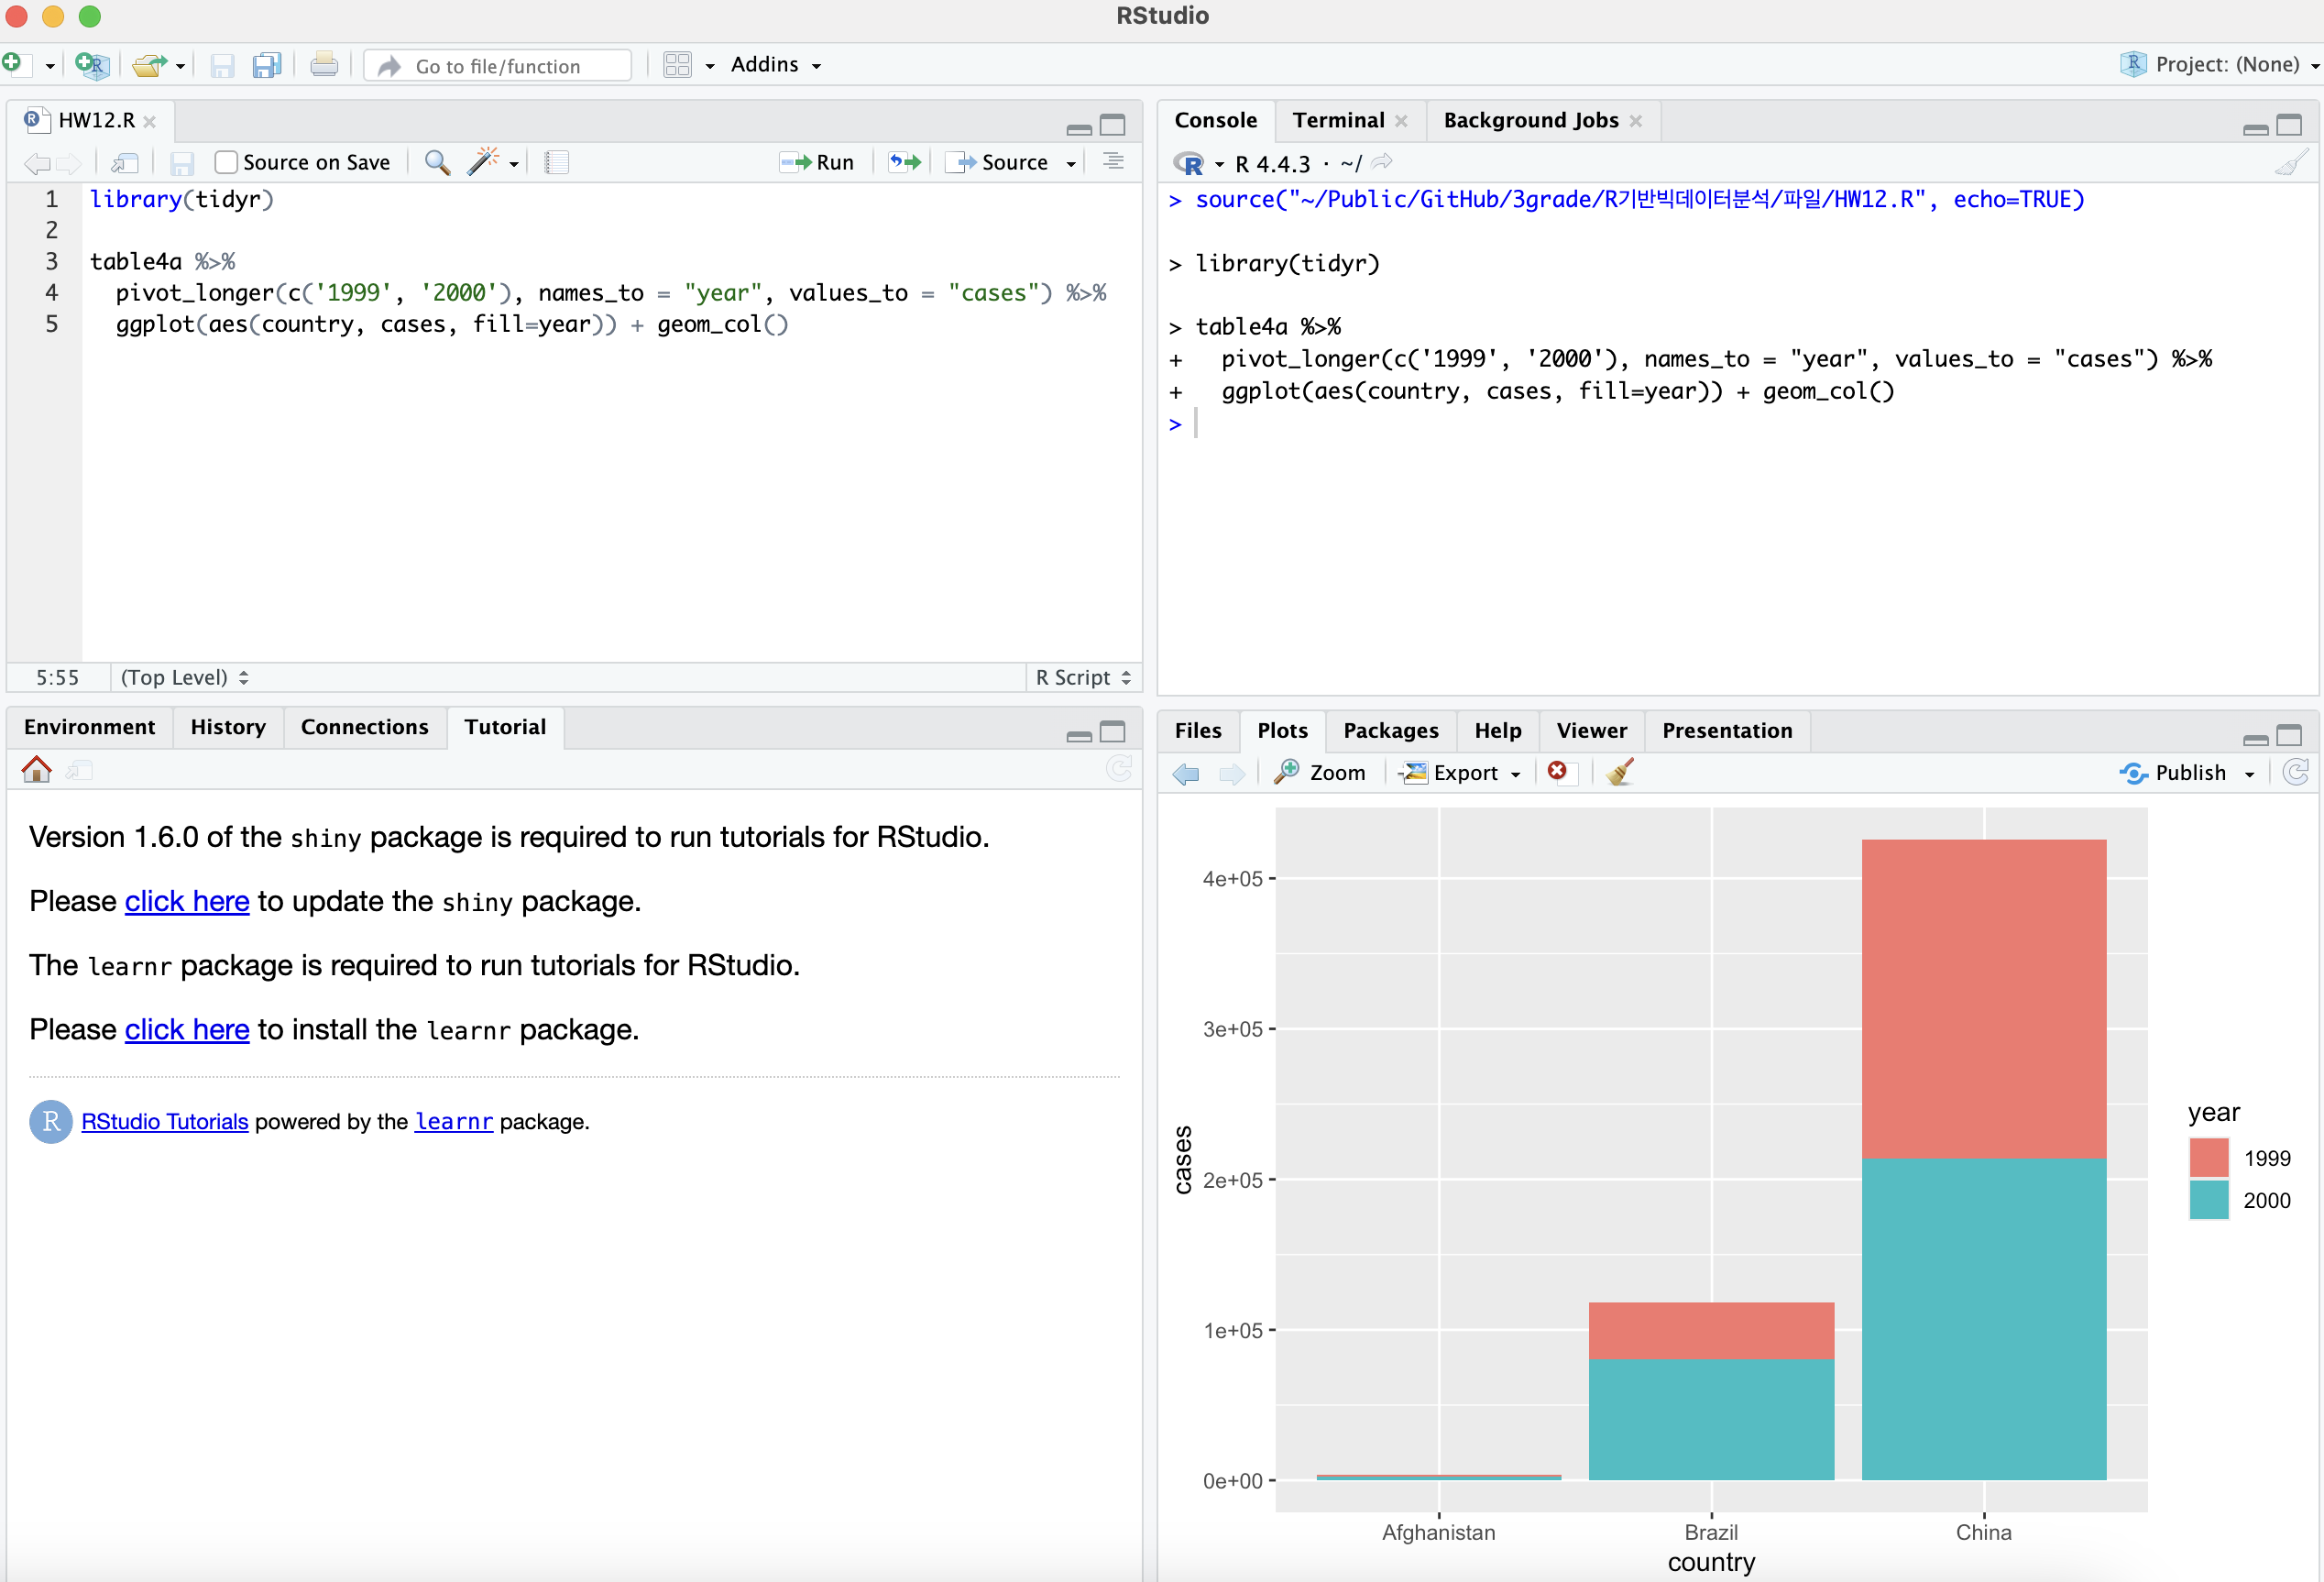 RStudio
Go to file/function
Addins
Project: (None)
HW12.R
Source on Save
Run
Source
1 library(tidyr)
2
3 table4a %>%
4   pivot_longer(c('1999', '2000'), names_to = "year", values_to = "cases") %>%
5   ggplot(aes(country, cases, fill=year)) + geom_col()
5:55 (Top Level) R Script
Console Terminal Background Jobs
R 4.4.3 · ~/
> source("~/Public/GitHub/3grade/R기반빅데이터분석/파일/HW12.R", echo=TRUE)
> library(tidyr)
> table4a %>%
+   pivot_longer(c('1999', '2000'), names_to = "year", values_to = "cases") %>%
+   ggplot(aes(country, cases, fill=year)) + geom_col()
>
Environment History Connections Tutorial
Version 1.6.0 of the shiny package is required to run tutorials for RStudio.
Please click here to update the shiny package.
The learnr package is required to run tutorials for RStudio.
Please click here to install the learnr package.
R RStudio Tutorials powered by the learnr package.
Files Plots Packages Help Viewer Presentation
Zoom Export Publish
cases
4e+05
3e+05
2e+05
1e+05
0e+00
Afghanistan Brazil China
country
year
1999
2000